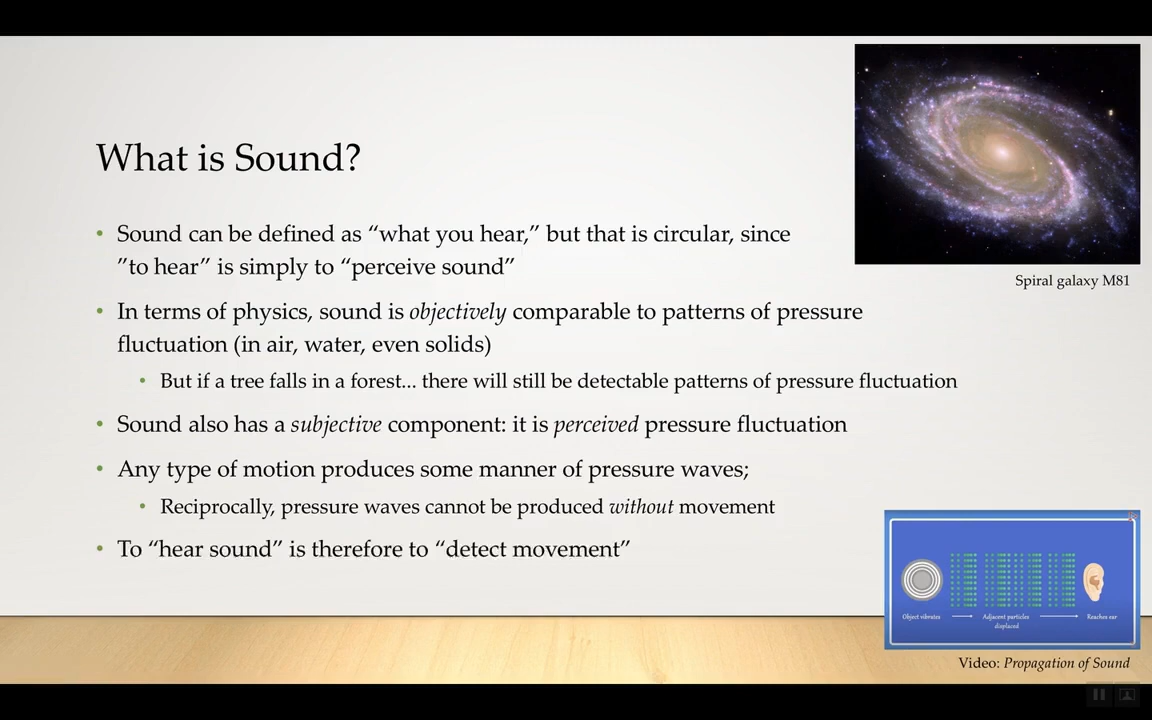 What is Sound?
• Sound can be defined as “what you hear,” but that is circular, since
”to hear” is simply to “perceive sound”
• In terms of physics, sound is objectively comparable to patterns of pressure
fluctuation (in air, water, even solids)
• But if a tree falls in a forest... there will still be detectable patterns of pressure fluctuation
• Sound also has a subjective component: it is perceived pressure fluctuation
• Any type of motion produces some manner of pressure waves;
• Reciprocally, pressure waves cannot be produced without movement
• To “hear sound” is therefore to “detect movement”
Spiral galaxy M81
Object vibrates
Adjacent particles
displaced
Reaches ear
Video: Propagation of Sound